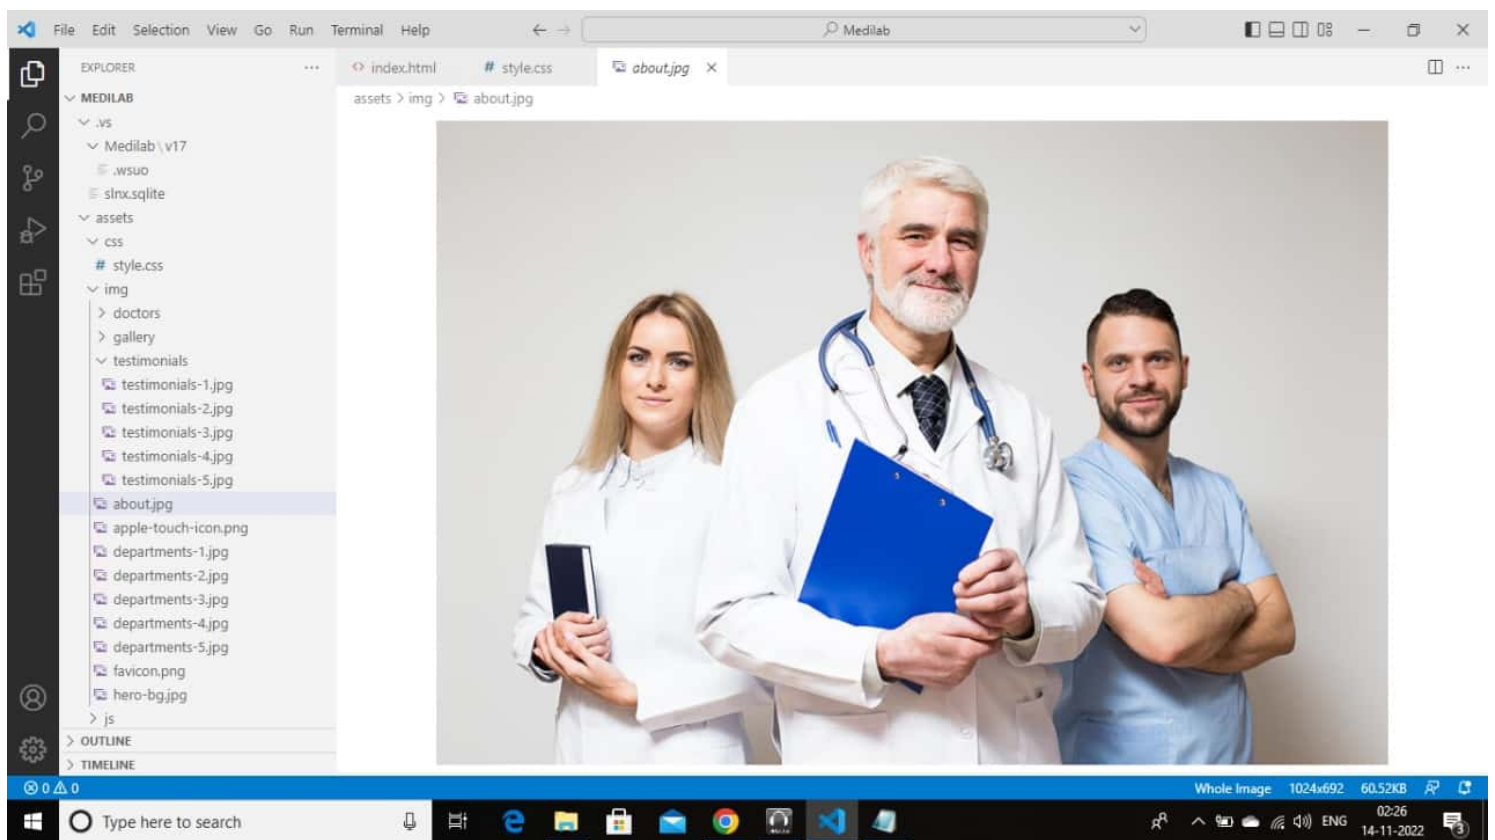 File Edit Selection View Go Run Terminal Help
Medilab
EXPLORER
index.html
# style.css
about.jpg
MEDILAB
assets > img > about.jpg
.vs
Medilab \ v17
.wsuo
slnx.sqlite
assets
css
# style.css
img
doctors
gallery
testimonials
testimonials-1.jpg
testimonials-2.jpg
testimonials-3.jpg
testimonials-4.jpg
testimonials-5.jpg
about.jpg
apple-touch-icon.png
departments-1.jpg
departments-2.jpg
departments-3.jpg
departments-4.jpg
departments-5.jpg
favicon.png
hero-bg.jpg
js
OUTLINE
TIMELINE
0 0
Whole Image 1024x692 60.52KB
Type here to search
ENG
02:26
14-11-2022
3